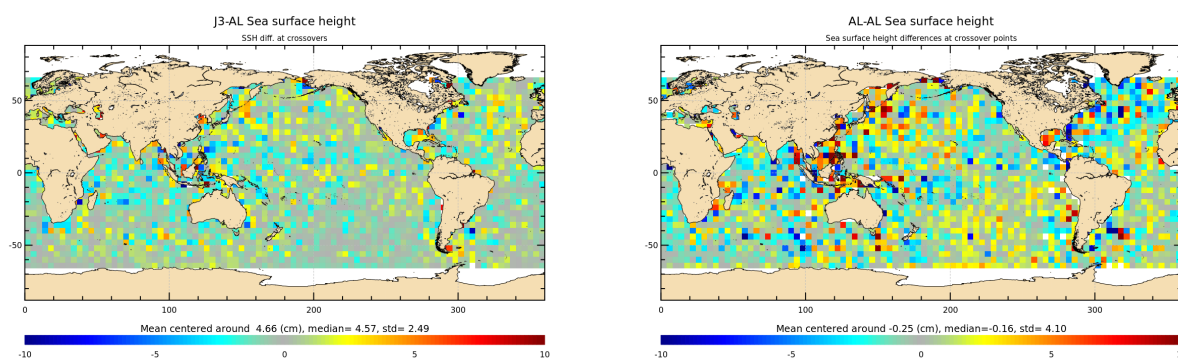 J3-AL Sea surface height
SSH diff. at crossovers
50
0
-50
0 100 200 300
Mean centered around 4.66 (cm), median= 4.57, std= 2.49
-10 -5 0 5 10
AL-AL Sea surface height
Sea surface height differences at crossover points
50
0
-50
0 100 200 300
Mean centered around -0.25 (cm), median=-0.16, std= 4.10
-10 -5 0 5